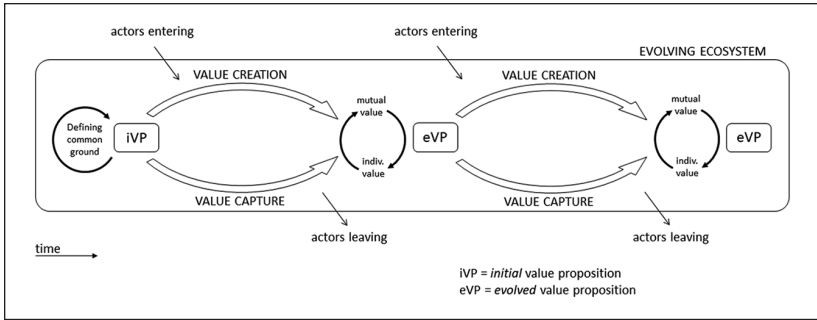 actors entering
actors entering
EVOLVING ECOSYSTEM
VALUE CREATION
VALUE CREATION
Defining
common
ground
iVP
mutual
value
indiv.
value
eVP
mutual
value
indiv.
value
eVP
VALUE CAPTURE
VALUE CAPTURE
actors leaving
actors leaving
time
iVP = initial value proposition
eVP = evolved value proposition